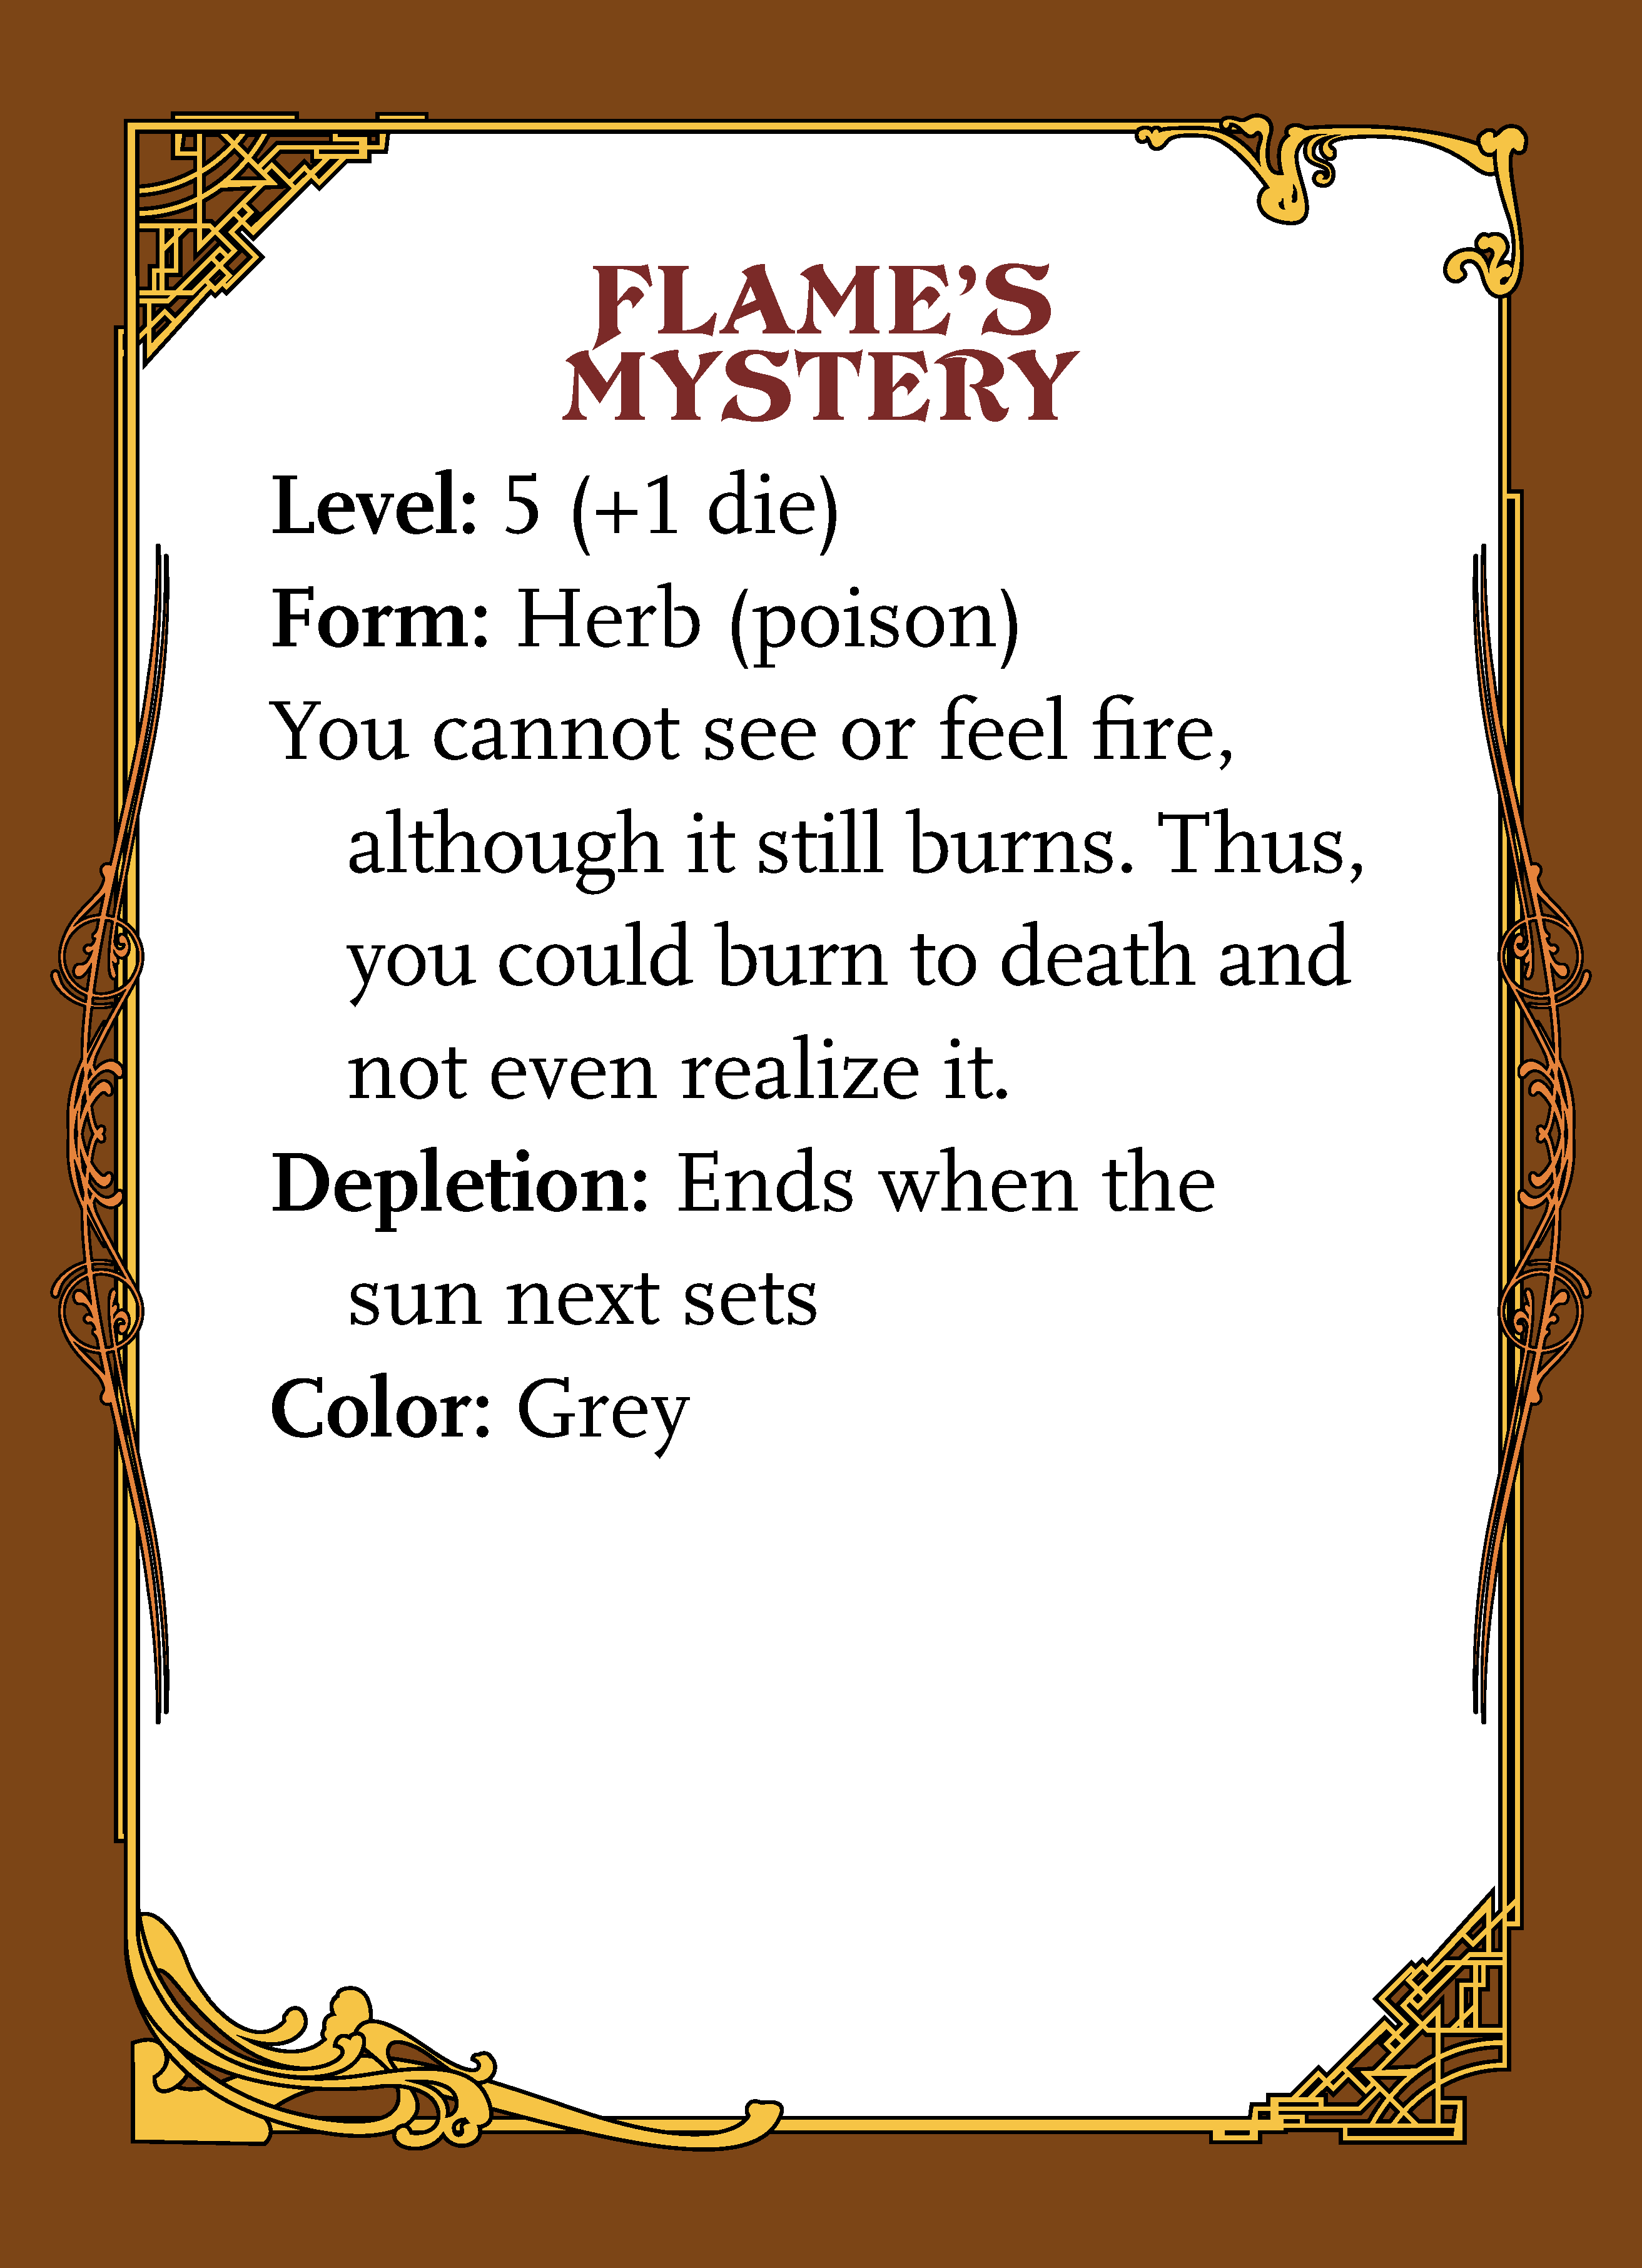 FLAME’S
MYSTERY
Level: 5 (+1 die)
Form: Herb (poison)
You cannot see or feel fire,
although it still burns. Thus,
you could burn to death and
not even realize it.
Depletion: Ends when the
sun next sets
Color: Grey